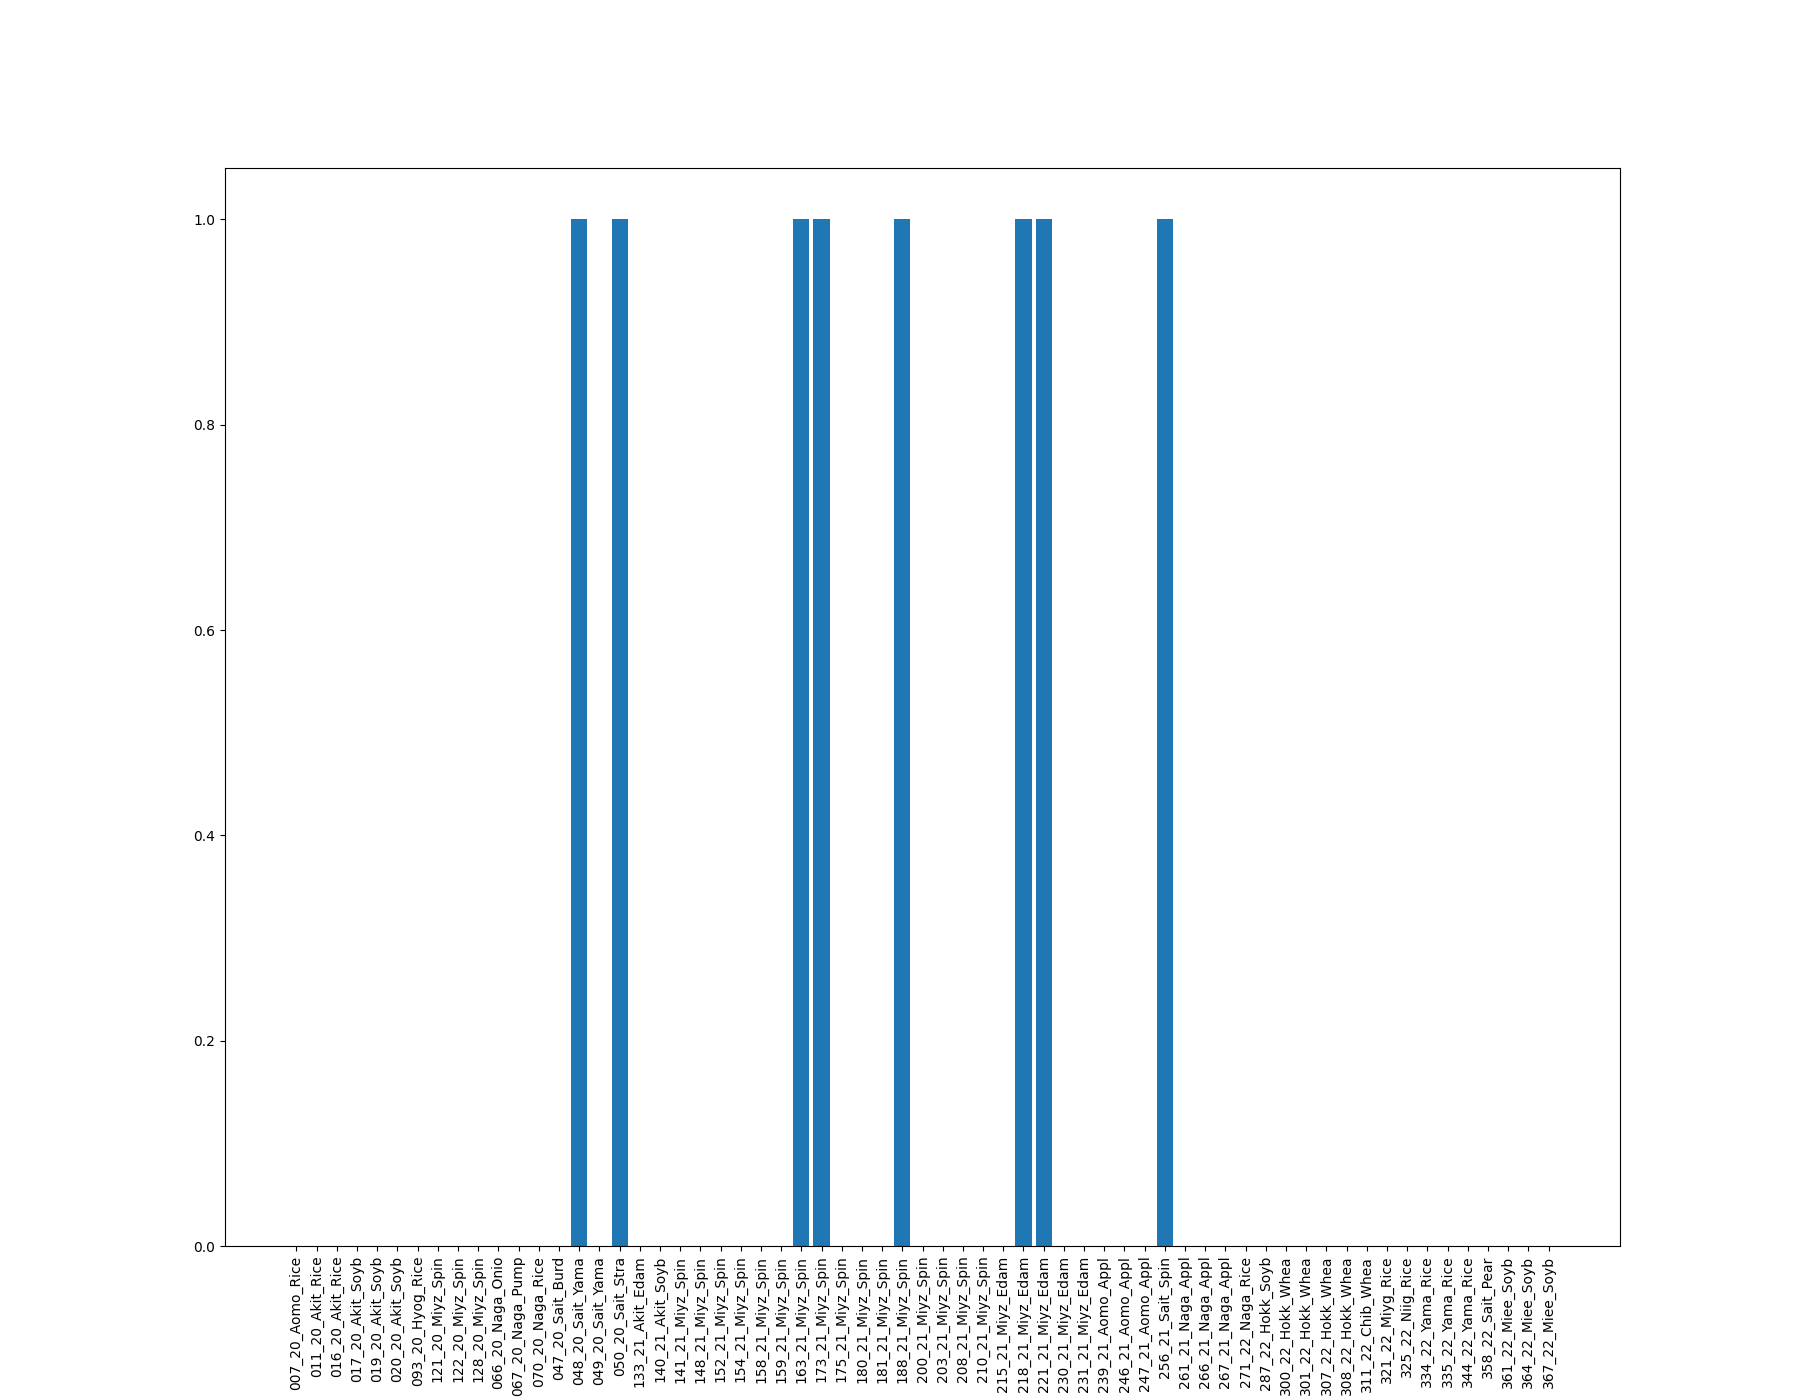 1.0
0.8
0.6
0.4
0.2
0.0
007_20_Aomo_Rice
011_20_Akit_Rice
016_20_Akit_Rice
017_20_Akit_Soyb
019_20_Akit_Soyb
020_20_Akit_Soyb
093_20_Hyog_Rice
121_20_Miyz_Spin
122_20_Miyz_Spin
128_20_Miyz_Spin
066_20_Naga_Onio
067_20_Naga_Pump
070_20_Naga_Rice
047_20_Sait_Burd
048_20_Sait_Yama
049_20_Sait_Yama
050_20_Sait_Stra
133_21_Akit_Edam
140_21_Akit_Soyb
141_21_Miyz_Spin
148_21_Miyz_Spin
152_21_Miyz_Spin
154_21_Miyz_Spin
158_21_Miyz_Spin
159_21_Miyz_Spin
163_21_Miyz_Spin
173_21_Miyz_Spin
175_21_Miyz_Spin
180_21_Miyz_Spin
181_21_Miyz_Spin
188_21_Miyz_Spin
200_21_Miyz_Spin
203_21_Miyz_Spin
208_21_Miyz_Spin
210_21_Miyz_Spin
215_21_Miyz_Edam
218_21_Miyz_Edam
221_21_Miyz_Edam
230_21_Miyz_Edam
231_21_Miyz_Edam
239_21_Aomo_Appl
246_21_Aomo_Appl
247_21_Aomo_Appl
256_21_Sait_Spin
261_21_Naga_Appl
266_21_Naga_Appl
267_21_Naga_Appl
271_22_Naga_Rice
287_22_Hokk_Soyb
300_22_Hokk_Whea
301_22_Hokk_Whea
307_22_Hokk_Whea
308_22_Hokk_Whea
311_22_Chib_Whea
321_22_Miyg_Rice
325_22_Niig_Rice
334_22_Yama_Rice
335_22_Yama_Rice
344_22_Yama_Rice
358_22_Sait_Pear
361_22_Miee_Soyb
364_22_Miee_Soyb
367_22_Miee_Soyb